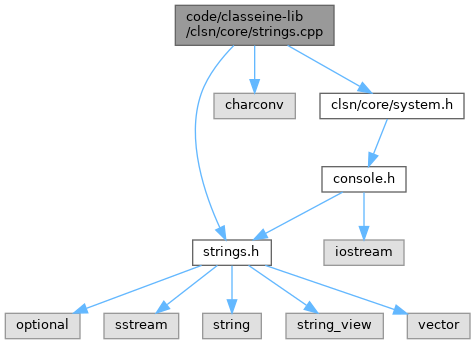 code/classeine-lib
/clsn/core/strings.cpp
charconv
clsn/core/system.h
console.h
strings.h
iostream
optional
sstream
string
string_view
vector